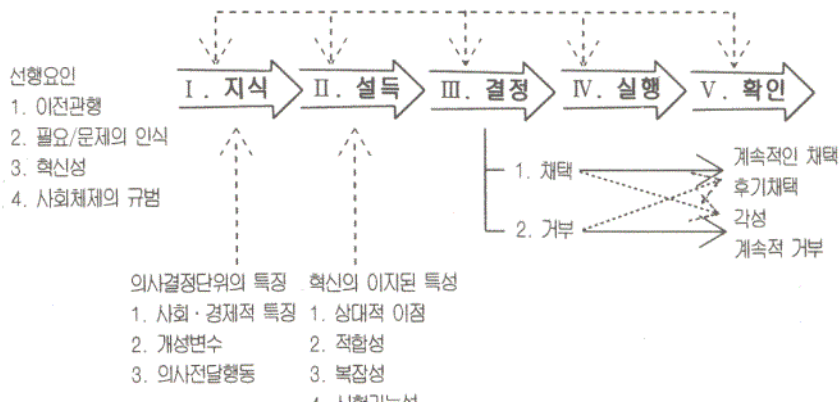 선행요인
1. 이전관행
2. 필요/문제의 인식
3. 혁신성
4. 사회체제의 규범
Ⅰ. 지식
Ⅱ. 설득
Ⅲ. 결정
Ⅳ. 실행
Ⅴ. 확인
1. 채택
2. 거부
계속적인 채택
후기채택
각성
계속적 거부
의사결정단위의 특징
1. 사회·경제적 특징
2. 개성변수
3. 의사전달행동
혁신의 이지된 특성
1. 상대적 이점
2. 적합성
3. 복잡성